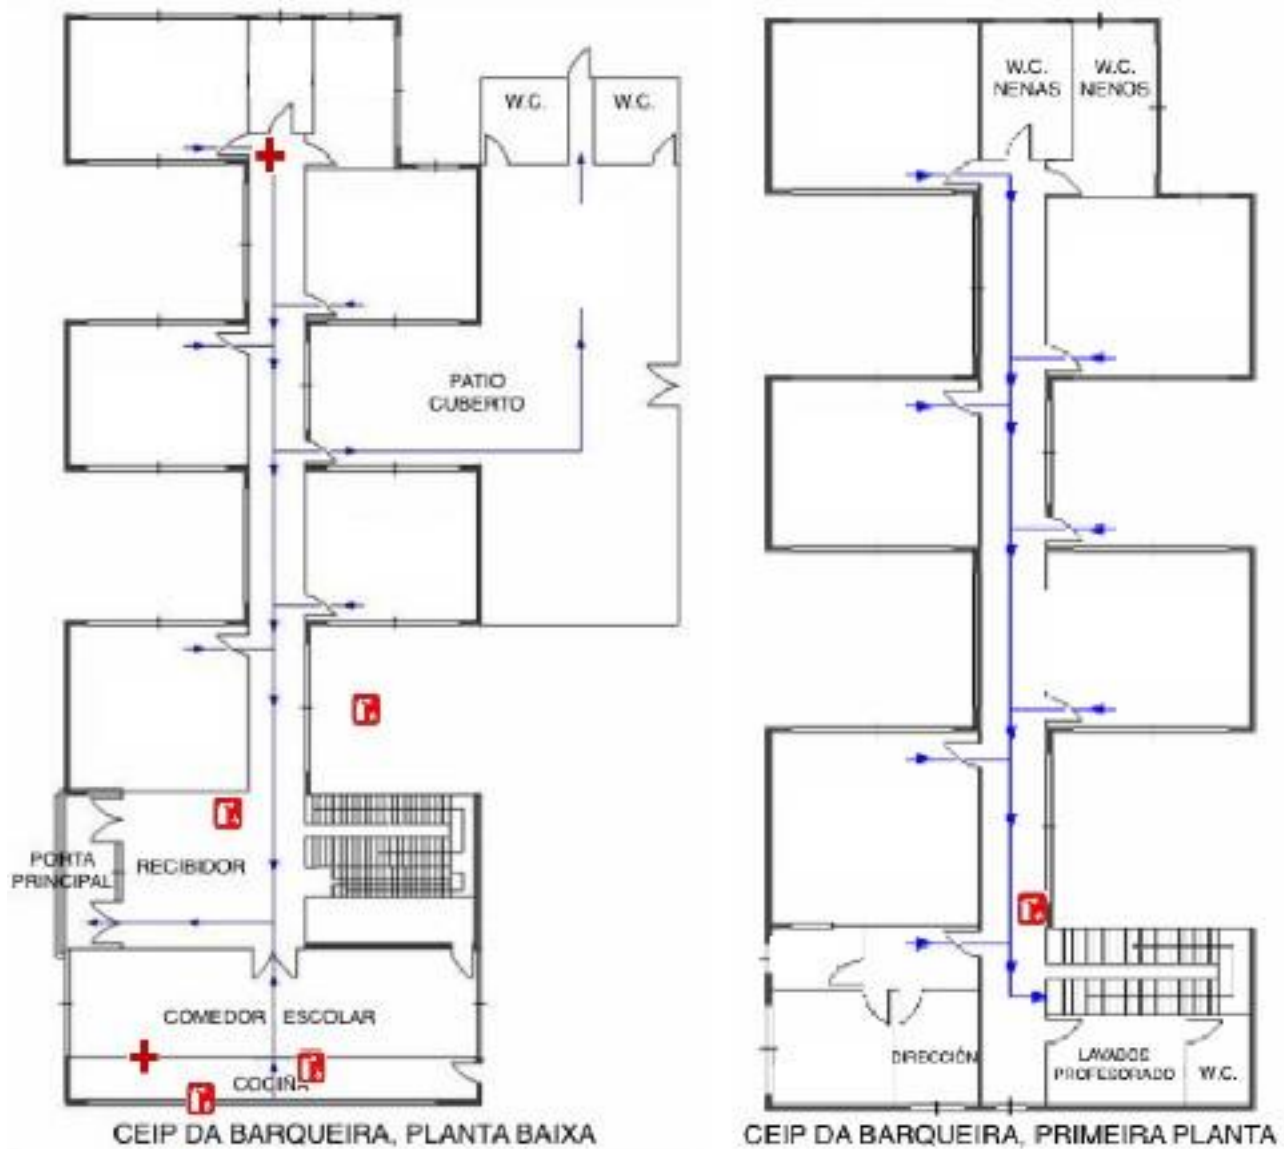 W.C.
W.C.
PATIO
CUBERTO
PORTA
PRINCIPAL
RECIBIDOR
COMEDOR ESCOLAR
COCIÑA
CEIP DA BARQUEIRA, PLANTA BAIXA
W.C.
NENAS
W.C.
NENOS
DIRECCIÓN
LAVABOS
PROFESORADO
W.C.
CEIP DA BARQUEIRA, PRIMEIRA PLANTA